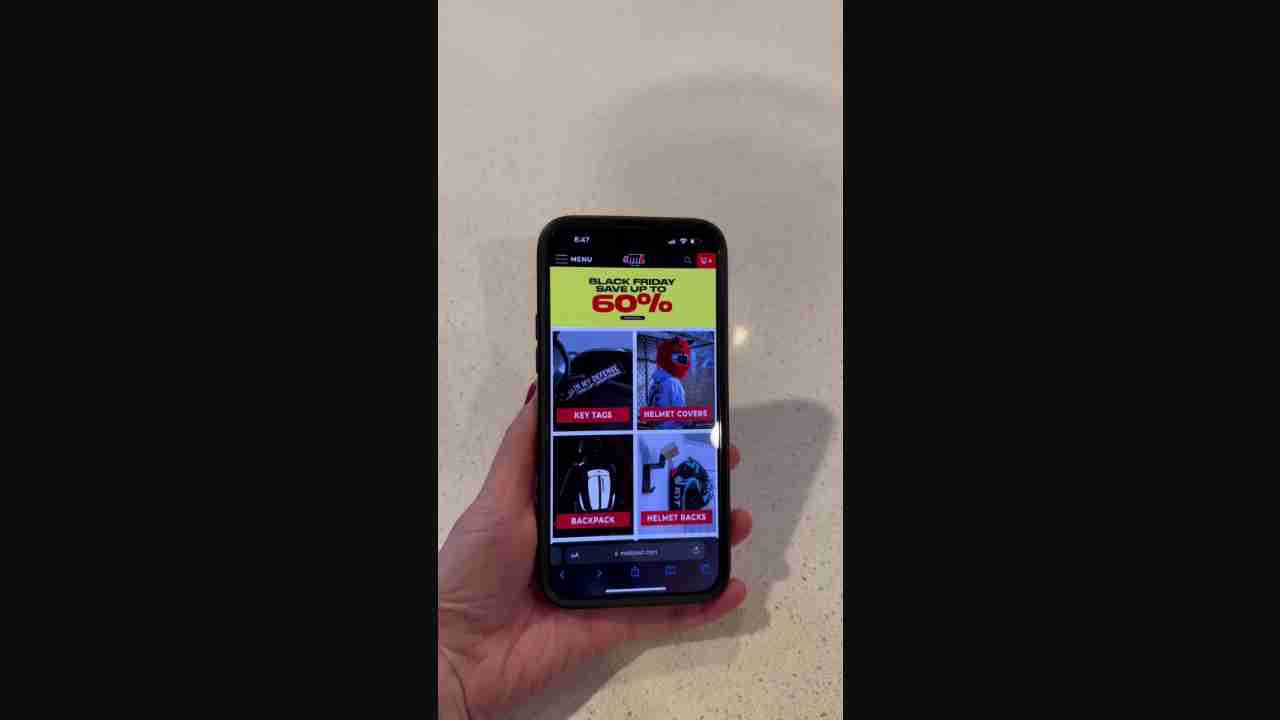 8:47
MENU
BLACK FRIDAY
SAVE UP TO
60%
IN MY DEFENSE
KEY TAGS
HELMET COVERS
BACKPACK
HELMET RACKS
AA